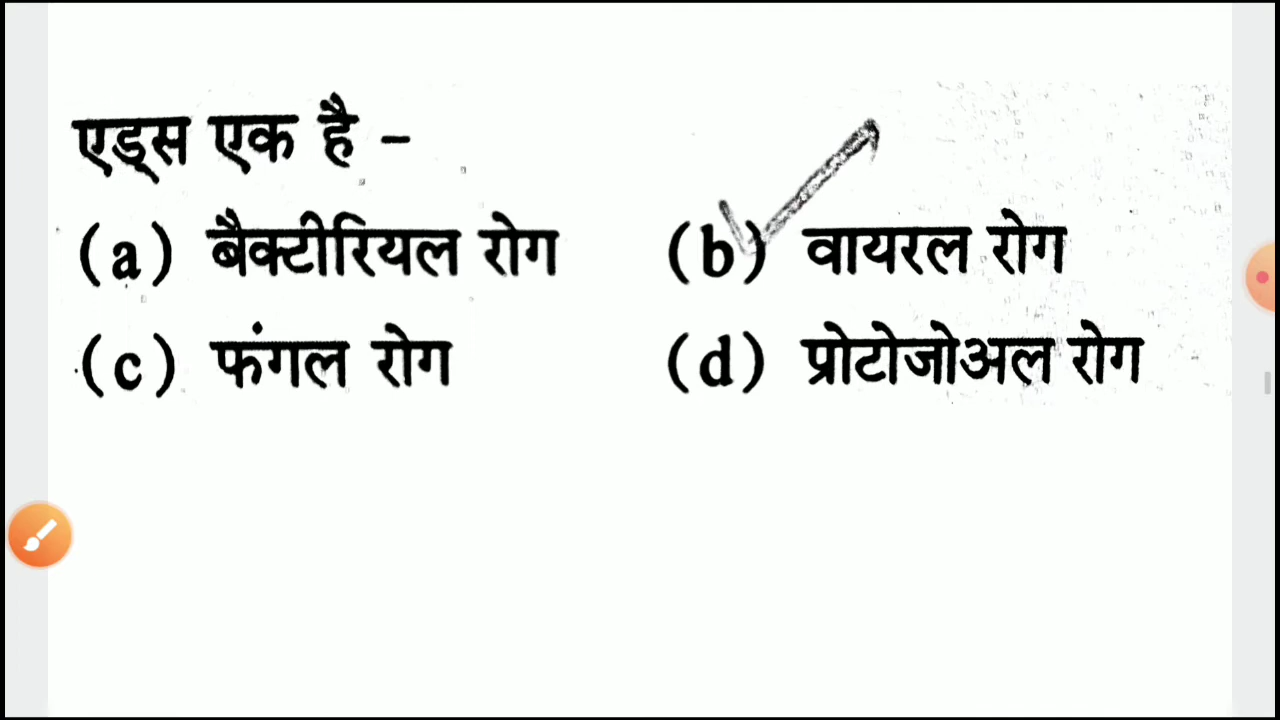 एड्स एक है –
(a) बैक्टीरियल रोग (b) वायरल रोग
(c) फंगल रोग (d) प्रोटोजोअल रोग